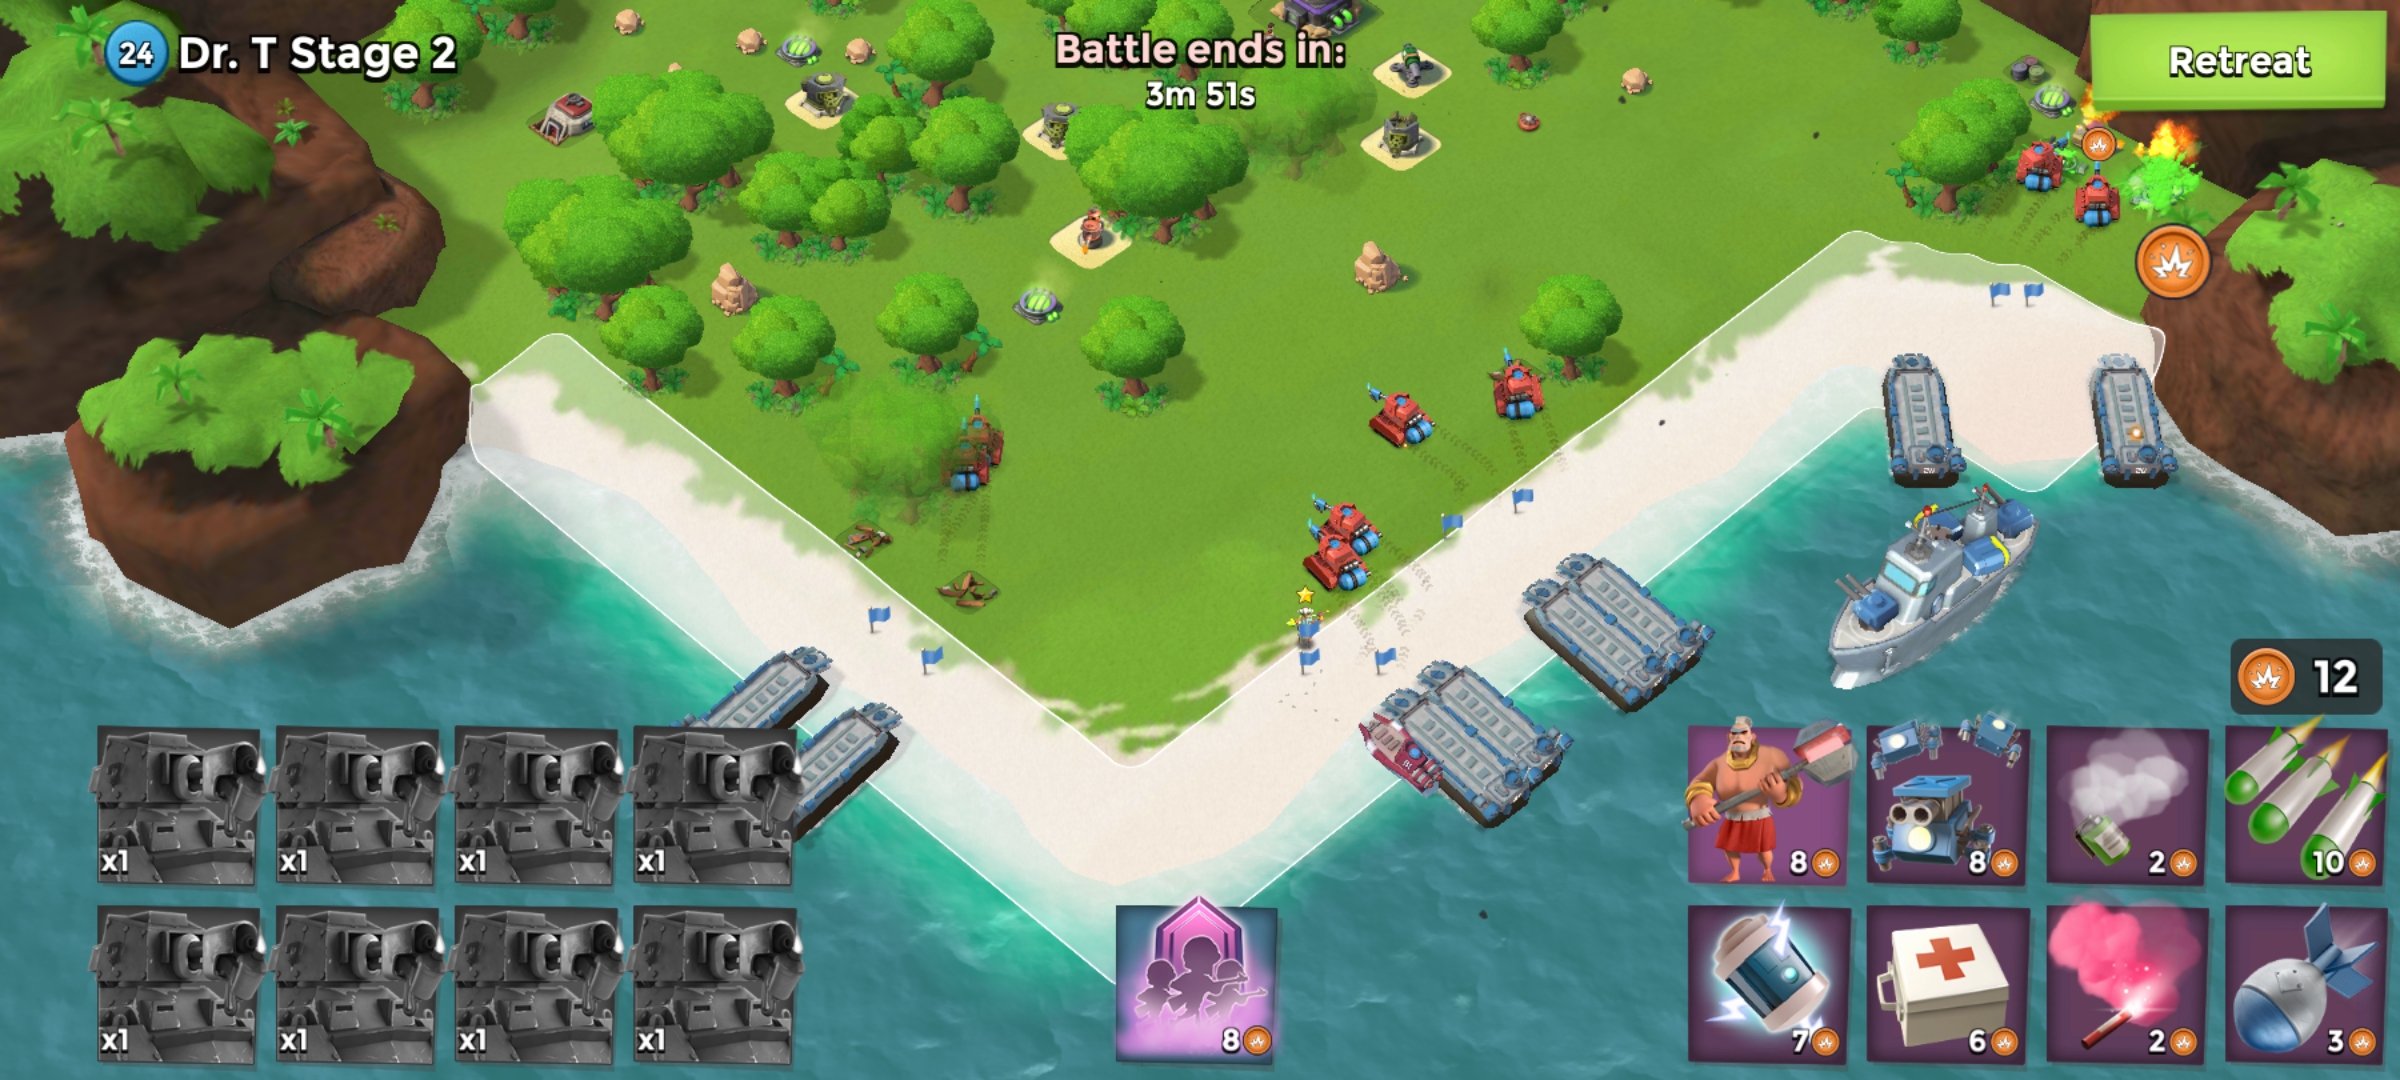 24 Dr. T Stage 2
Battle ends in:
3m 51s
Retreat
12
x1 x1 x1 x1
8 8 2 10
x1 x1 x1 x1
8
7 6 2 3